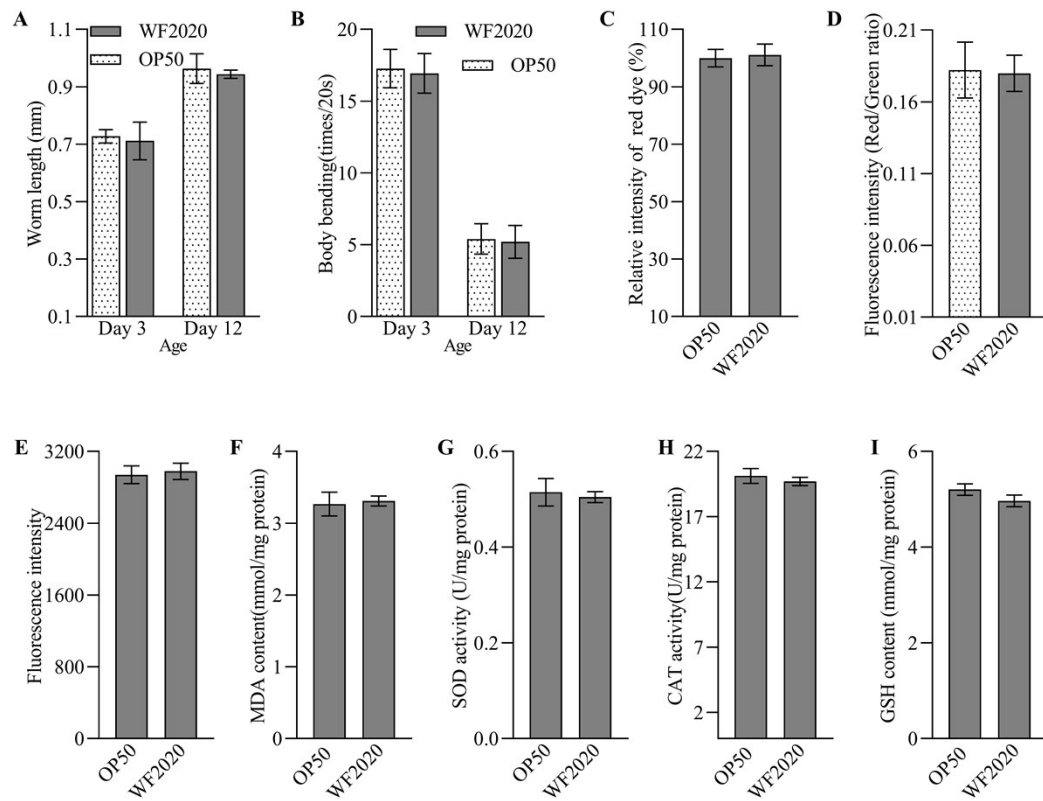 A
Worm length (mm)
1.1
0.9
0.7
0.5
0.3
0.1
WF2020
OP50
Day 3
Day 12
Age
B
Body bending(times/20s)
20
15
10
5
0
WF2020
OP50
Day 3
Day 12
Age
C
Relative intensity of red dye (%)
110
90
70
50
30
10
OP50
WF2020
D
Fluorescence intensity (Red/Green ratio)
0.21
0.16
0.11
0.06
0.01
OP50
WF2020
E
Fluorescence intensity
3200
2400
1600
800
0
OP50
WF2020
F
MDA content(mmol/mg protein)
4
3
2
1
0
OP50
WF2020
G
SOD activity (U/mg protein)
0.6
0.4
0.2
0.0
OP50
WF2020
H
CAT activity(U/mg protein)
22
17
12
7
2
OP50
WF2020
I
GSH content (mmol/mg protein)
6
4
2
0
OP50
WF2020